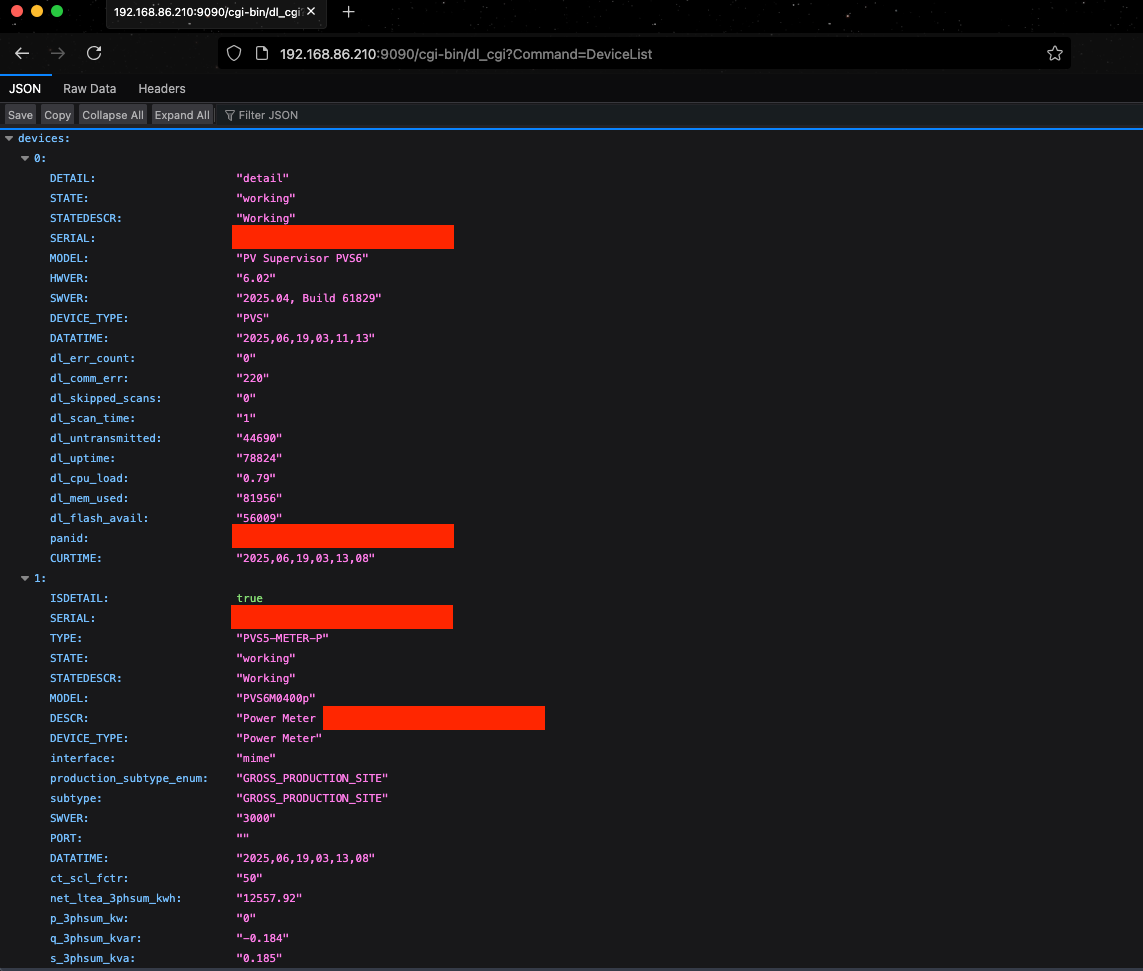 192.168.86.210:9090/cgi-bin/dl_cgi
192.168.86.210:9090/cgi-bin/dl_cgi?Command=DeviceList
JSON Raw Data Headers
Save Copy Collapse All Expand All Filter JSON
devices:
0:
DETAIL: "detail"
STATE: "working"
STATEDESCR: "Working"
SERIAL:
MODEL: "PV Supervisor PVS6"
HWVER: "6.02"
SWVER: "2025.04, Build 61829"
DEVICE_TYPE: "PVS"
DATATIME: "2025,06,19,03,11,13"
dl_err_count: "0"
dl_comm_err: "220"
dl_skipped_scans: "0"
dl_scan_time: "1"
dl_untransmitted: "44690"
dl_uptime: "78824"
dl_cpu_load: "0.79"
dl_mem_used: "81956"
dl_flash_avail: "56009"
panid:
CURTIME: "2025,06,19,03,13,08"
1:
ISDETAIL: true
SERIAL:
TYPE: "PVS5-METER-P"
STATE: "working"
STATEDESCR: "Working"
MODEL: "PVS6M0400p"
DESCR: "Power Meter
DEVICE_TYPE: "Power Meter"
interface: "mime"
production_subtype_enum: "GROSS_PRODUCTION_SITE"
subtype: "GROSS_PRODUCTION_SITE"
SWVER: "3000"
PORT: ""
DATATIME: "2025,06,19,03,13,08"
ct_scl_fctr: "50"
net_ltea_3phsum_kwh: "12557.92"
p_3phsum_kw: "0"
q_3phsum_kvar: "-0.184"
s_3phsum_kva: "0.185"